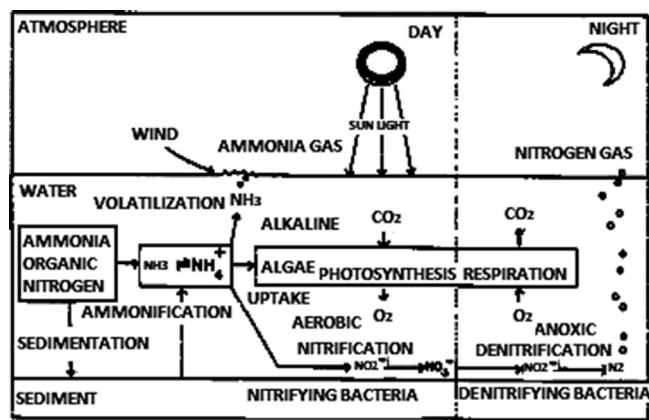 ATMOSPHERE
DAY
NIGHT
SUN LIGHT
WIND
AMMONIA GAS
NITROGEN GAS
WATER
VOLATILIZATION NH3
ALKALINE
CO2
CO2
AMMONIA
ORGANIC
NITROGEN
NH3 ⇌ NH4+
ALGAE PHOTOSYNTHESIS RESPIRATION
UPTAKE
AMMONIFICATION
O2
O2
AEROBIC
ANOXIC
SEDIMENTATION
NITRIFICATION
DENITRIFICATION
NO2- NO3- NO2- N2
SEDIMENT
NITRIFYING BACTERIA
DENITRIFYING BACTERIA